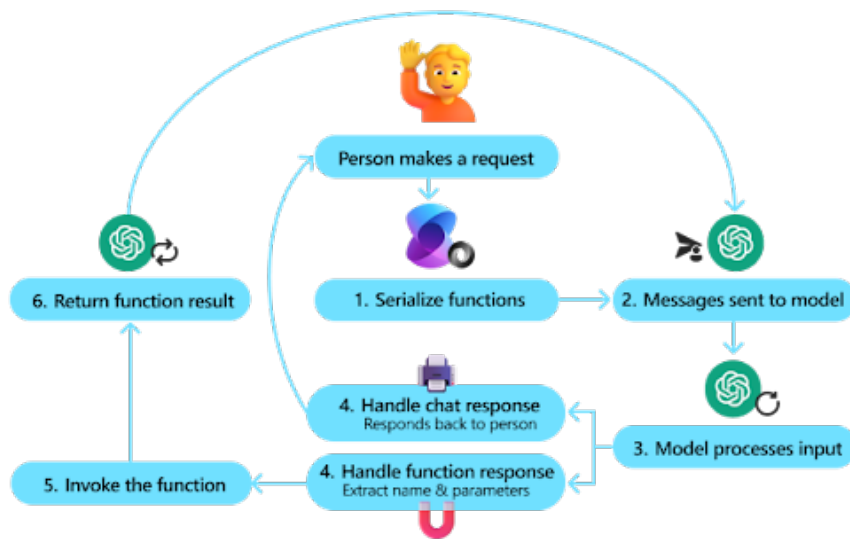 Person makes a request
1. Serialize functions
2. Messages sent to model
3. Model processes input
4. Handle chat response
Responds back to person
4. Handle function response
Extract name & parameters
5. Invoke the function
6. Return function result